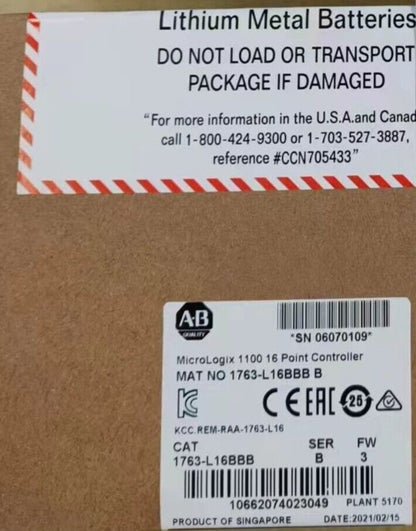 Lithium Metal Batteries
DO NOT LOAD OR TRANSPORT
PACKAGE IF DAMAGED
“For more information in the U.S.A.and Canad
call 1-800-424-9300 or 1-703-527-3887,
reference #CCN705433”
A-B
QUALITY
*SN 06070109*
MicroLogix 1100 16 Point Controller
MAT NO 1763-L16BBB B
CE EAC 25
KCC.REM-RAA-1763-L16
CAT SER FW
1763-L16BBB B 3
10662074023049 PLANT 5170
PRODUCT OF SINGAPORE DATE:2021/02/15